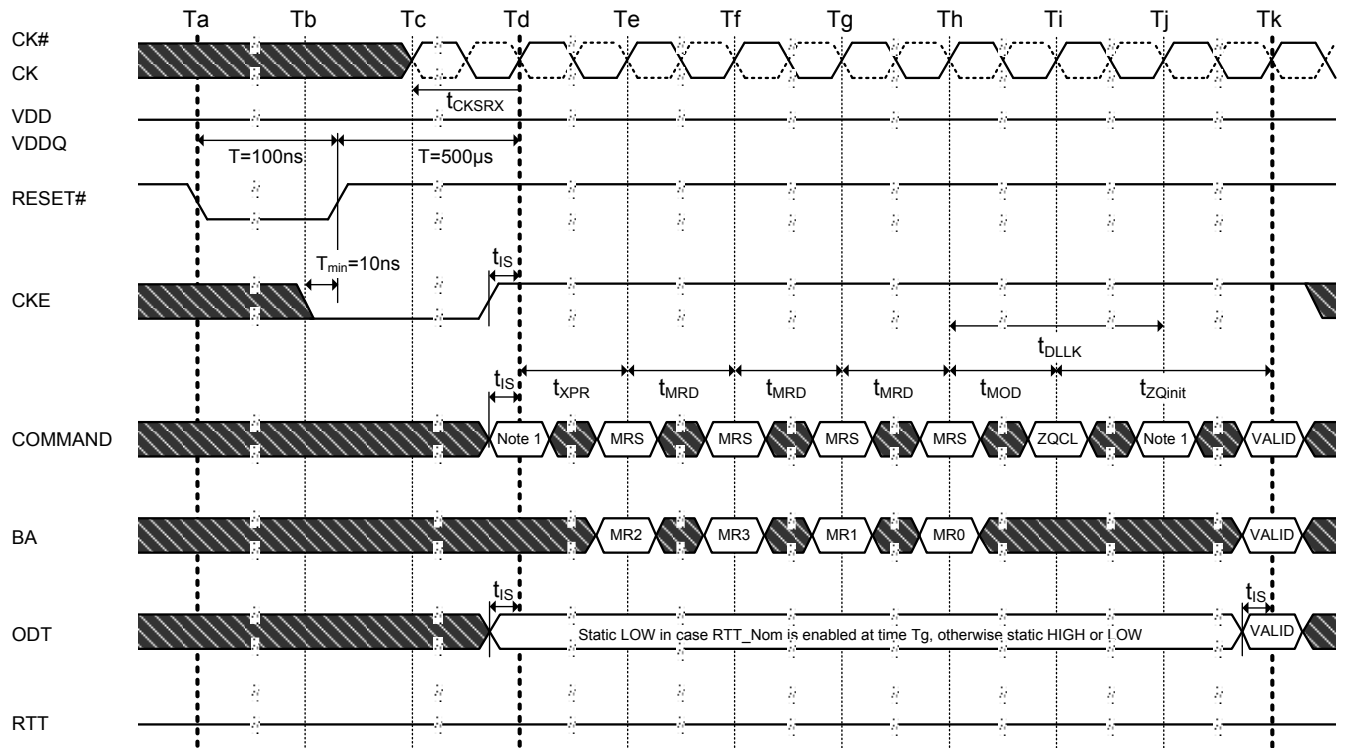 Ta Tb Tc Td Te Tf Tg Th Ti Tj Tk
CK#
CK
tCKSRX
VDD
VDDQ
T=100ns T=500µs
RESET#
Tmin=10ns tIS
CKE
tDLLK
tIS tXPR tMRD tMRD tMRD tMOD tZQinit
COMMAND Note 1 MRS MRS MRS MRS ZQCL Note 1 VALID
BA MR2 MR3 MR1 MR0 VALID
tIS tIS
ODT Static LOW in case RTT_Nom is enabled at time Tg, otherwise static HIGH or LOW VALID
RTT